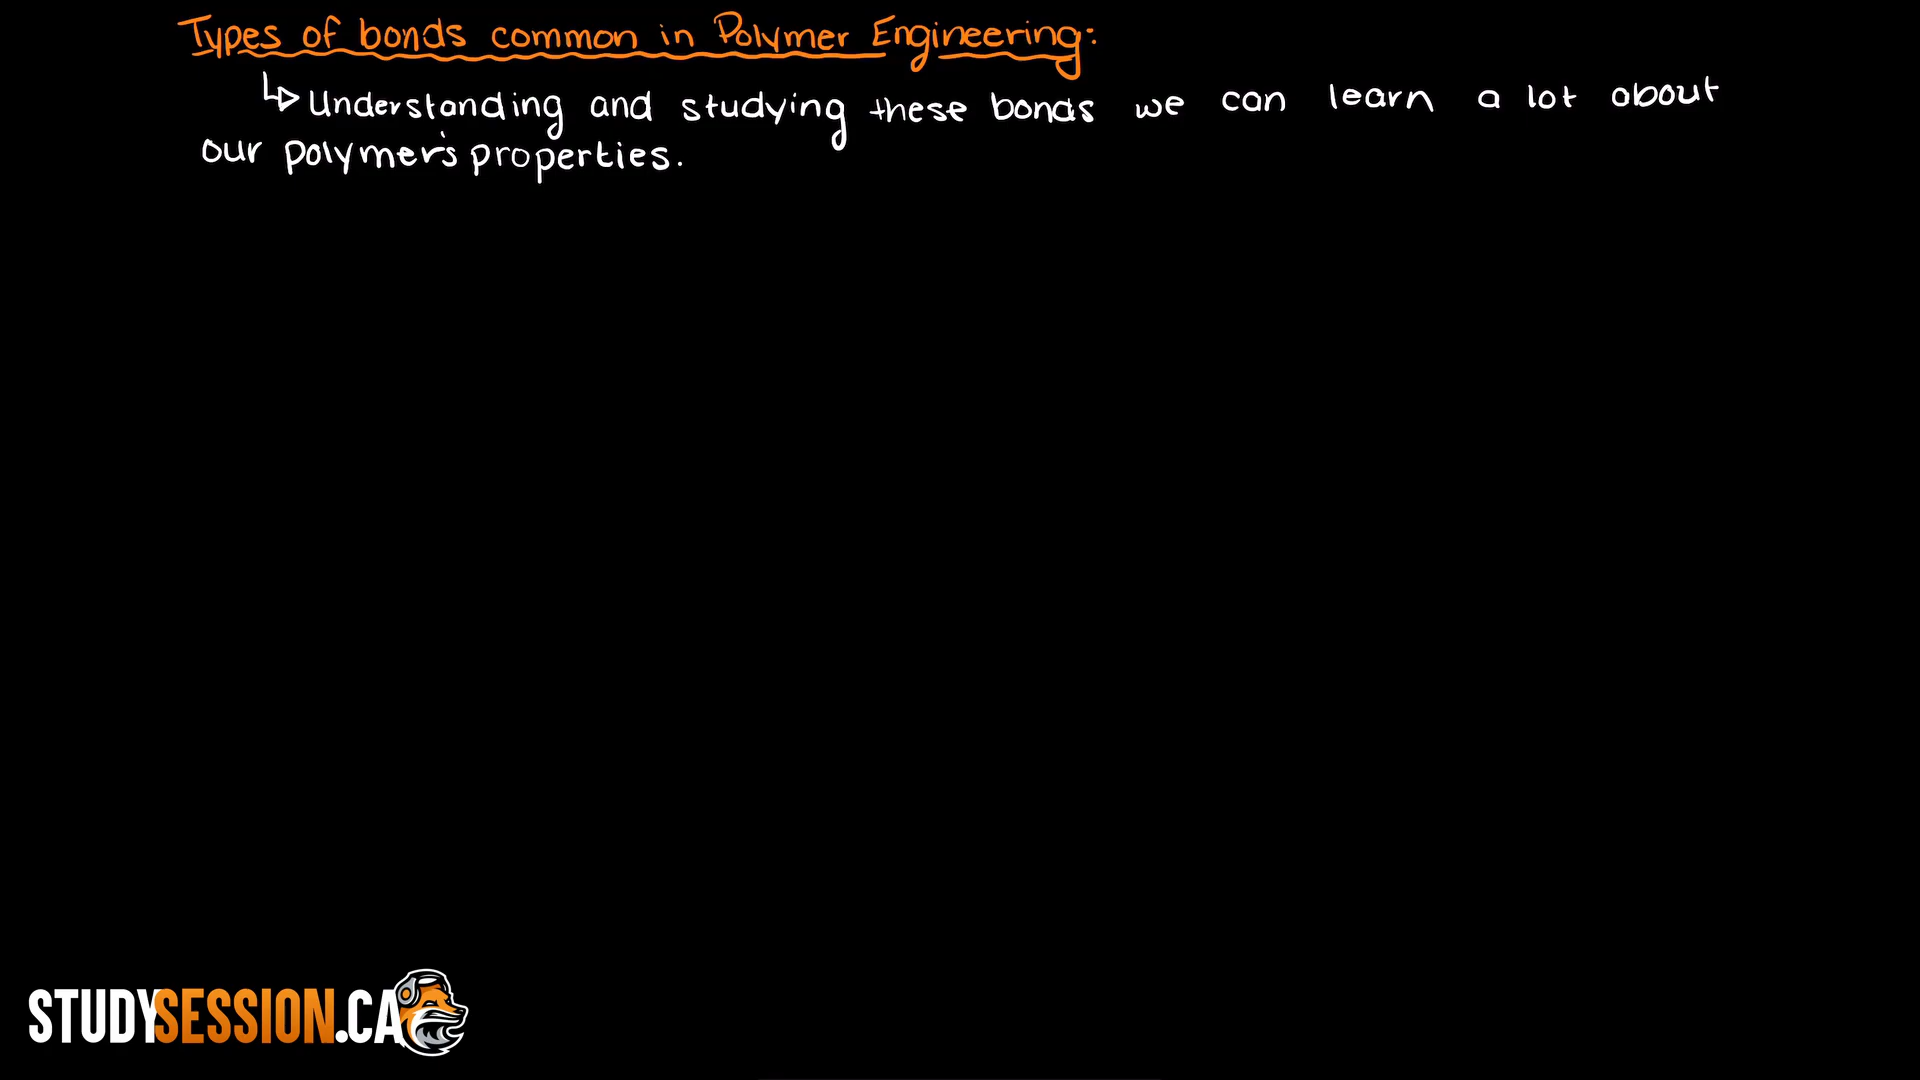 Types of bonds common in Polymer Engineering:
Understanding and studying these bonds we can learn a lot about
our polymer's properties.
STUDYSESSION.CA